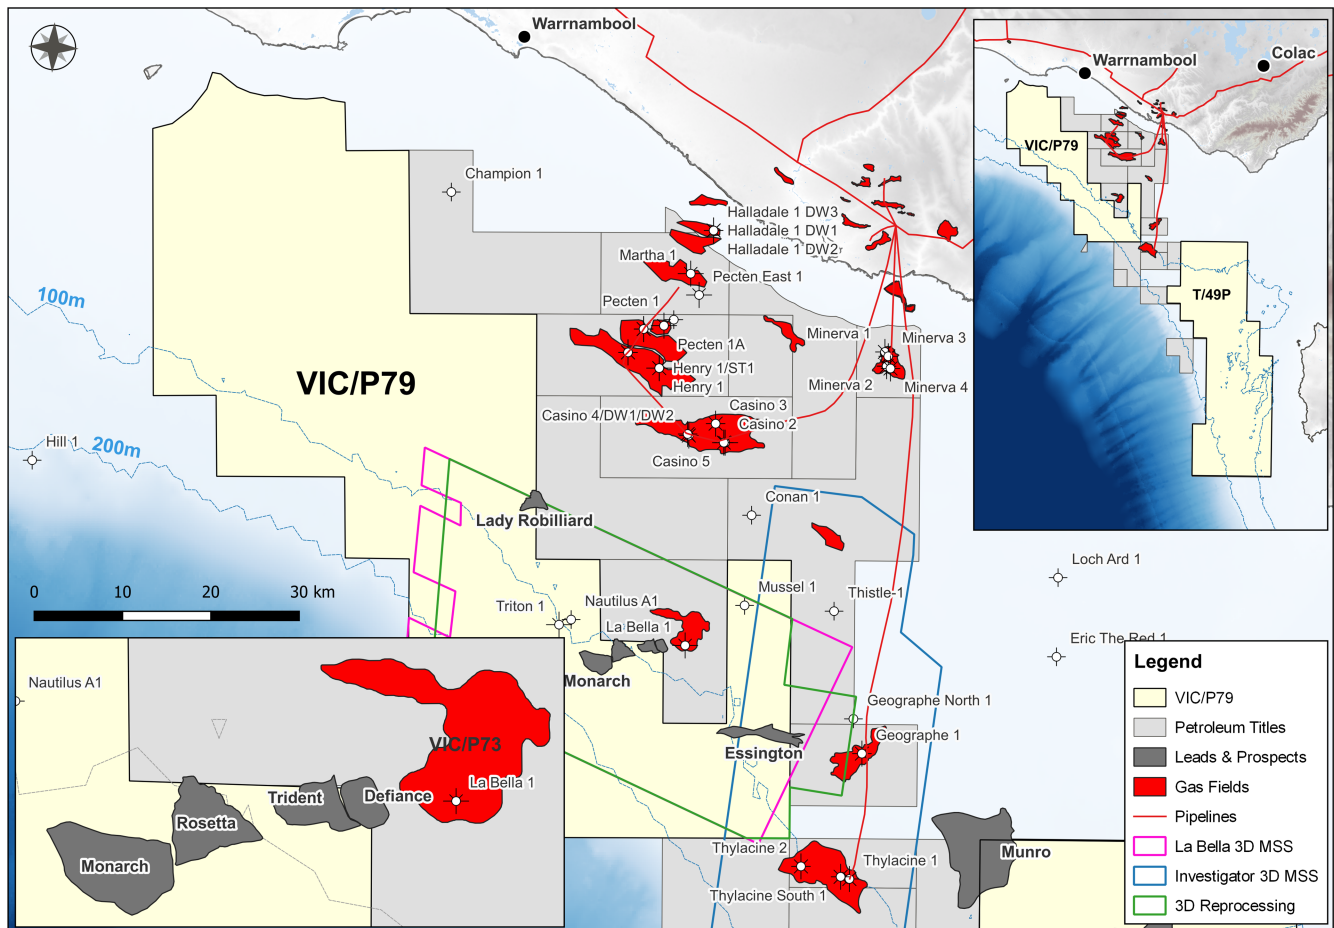 Warrnambool
Warrnambool
Colac
VIC/P79
T/49P
Champion 1
Halladale 1 DW3
Halladale 1 DW1
Halladale 1 DW2
Martha 1
Pecten East 1
Pecten 1
Pecten 1A
Minerva 1
Minerva 3
Minerva 2
Minerva 4
Henry 1/ST1
Henry 1
100m
VIC/P79
Casino 3
Casino 4/DW1/DW2
Casino 2
Casino 5
Hill 1
200m
Conan 1
Lady Robilliard
Loch Ard 1
0 10 20 30 km
Mussel 1
Thistle-1
Triton 1
Nautilus A1
La Bella 1
Eric The Red 1
Monarch
Geographe North 1
Geographe 1
Essington
Nautilus A1
VIC/P73
La Bella 1
Trident
Defiance
Rosetta
Monarch
Thylacine 2
Thylacine 1
Thylacine South 1
Munro
Legend
VIC/P79
Petroleum Titles
Leads & Prospects
Gas Fields
Pipelines
La Bella 3D MSS
Investigator 3D MSS
3D Reprocessing